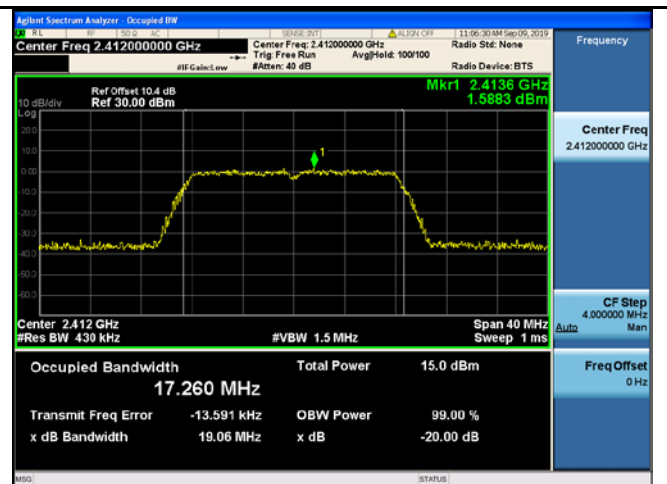 Agilent Spectrum Analyzer - Occupied BW
RL RF 50 Ω AC SENSE:INT ALIGN OFF 11:06:30 AM Sep 09, 2019
Center Freq 2.412000000 GHz Center Freq: 2.412000000 GHz Radio Std: None Frequency
Trig: Free Run Avg|Hold: 100/100
#IFGain:Low #Atten: 40 dB Radio Device: BTS
Ref Offset 10.4 dB Mkr1 2.4136 GHz
10 dB/div Ref 30.00 dBm 1.5883 dBm
Log
20.0
10.0
0.00
-10.0
-20.0
-30.0
-40.0
-50.0
-60.0
1
Center Freq
2.412000000 GHz
Center 2.412 GHz Span 40 MHz
#Res BW 430 kHz #VBW 1.5 MHz Sweep 1 ms
CF Step
4.000000 MHz
Auto Man
Occupied Bandwidth Total Power 15.0 dBm
17.260 MHz
Freq Offset
0 Hz
Transmit Freq Error -13.591 kHz OBW Power 99.00 %
x dB Bandwidth 19.06 MHz x dB -20.00 dB
MSG STATUS